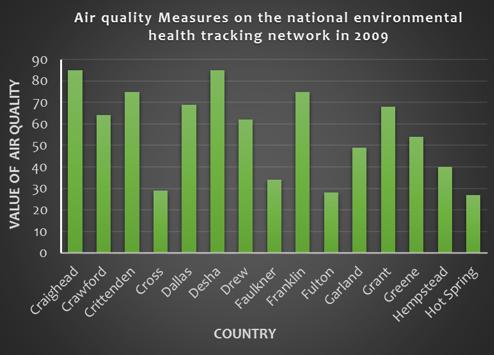 Air quality Measures on the national environmental
health tracking network in 2009
VALUE OF AIR QUALITY
90
80
70
60
50
40
30
20
10
0
Craighead
Crawford
Crittenden
Cross
Dallas
Desha
Drew
Faulkner
Franklin
Fulton
Garland
Grant
Greene
Hempstead
Hot Spring
COUNTRY